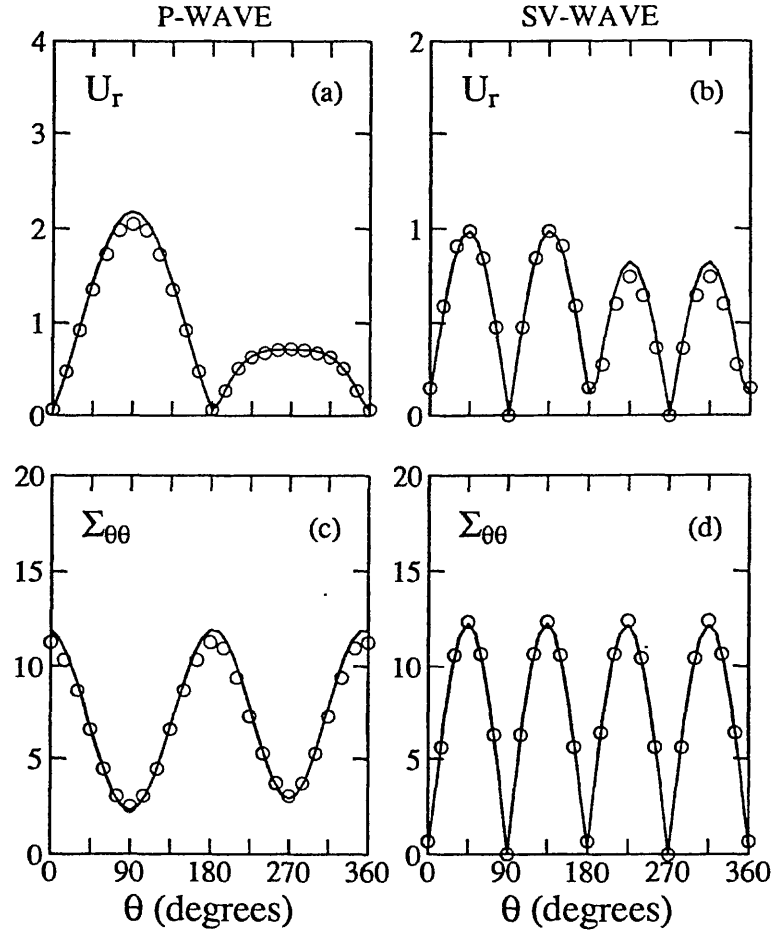 P-WAVE SV-WAVE
4 2
U_r (a) U_r (b)
3
2 1
1
0 0
20 20
Σ_θθ (c) Σ_θθ (d)
15 15
10 10
5 5
0 0
0 90 180 270 360 0 90 180 270 360
θ (degrees) θ (degrees)